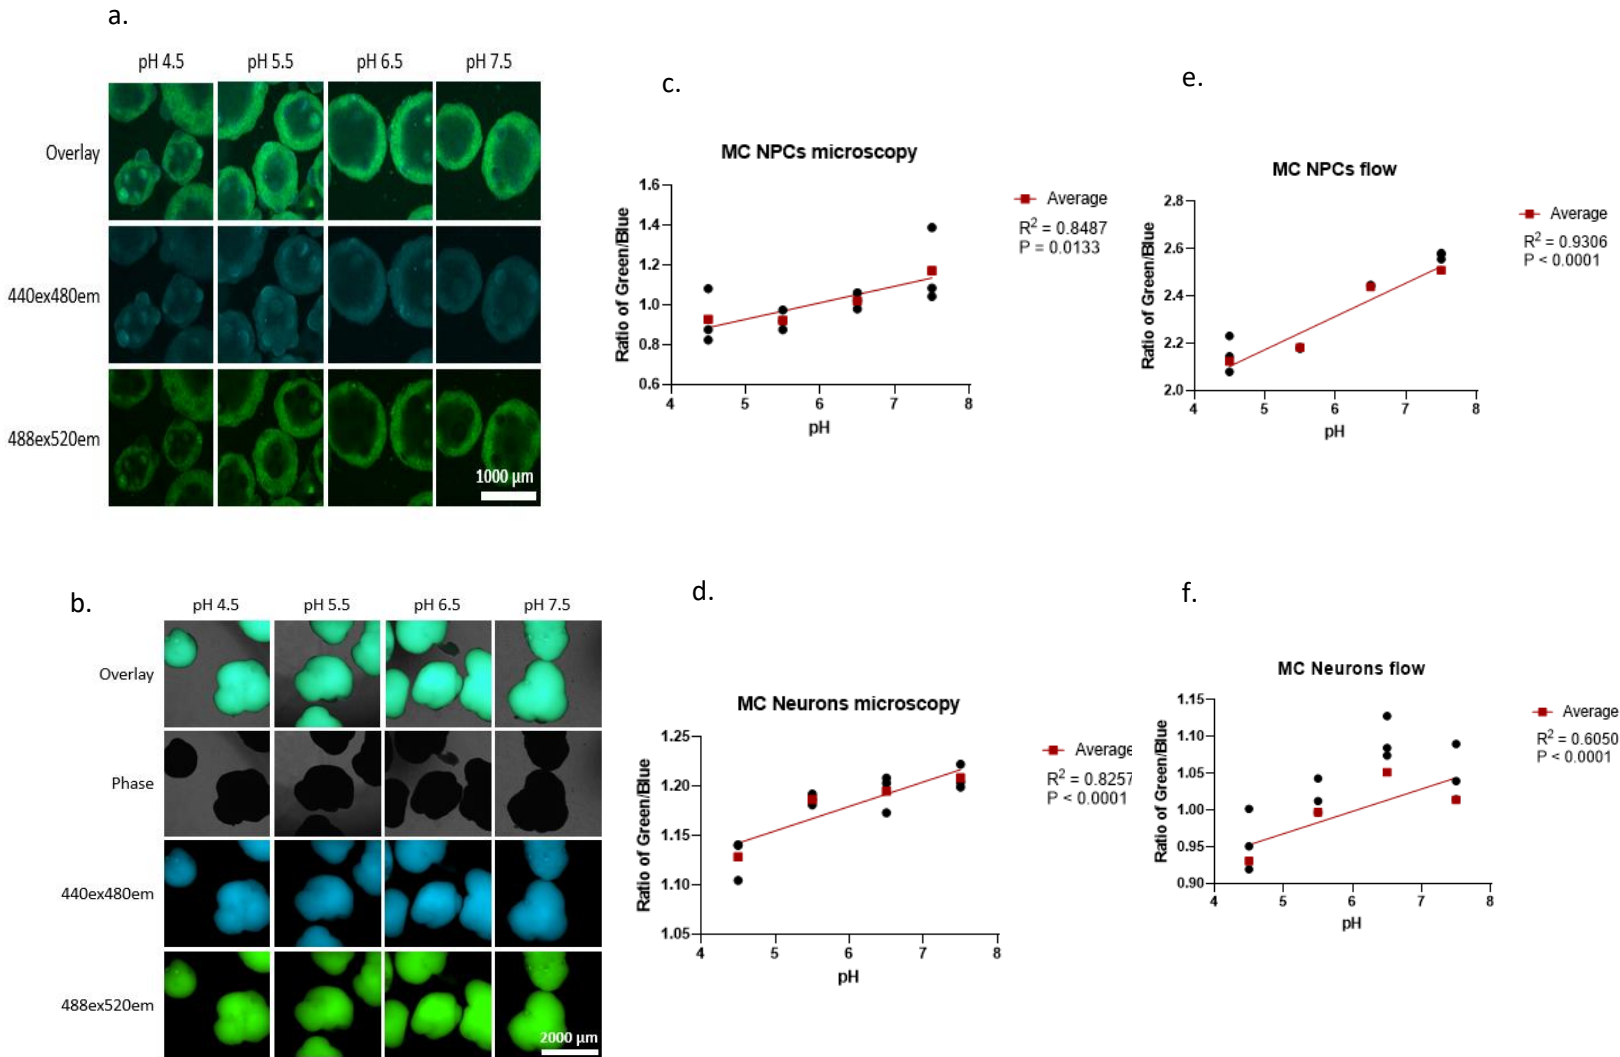 a.
pH 4.5 pH 5.5 pH 6.5 pH 7.5
Overlay
440ex480em
488ex520em
1000 µm
b.
pH 4.5 pH 5.5 pH 6.5 pH 7.5
Overlay
Phase
440ex480em
488ex520em
2000 µm
c.
MC NPCs microscopy
Ratio of Green/Blue
1.6
1.4
1.2
1.0
0.8
0.6
4 5 6 7 8
pH
Average
R2 = 0.8487
P = 0.0133
d.
MC Neurons microscopy
Ratio of Green/Blue
1.25
1.20
1.15
1.10
1.05
4 5 6 7 8
pH
Average
R2 = 0.8257
P < 0.0001
e.
MC NPCs flow
Ratio of Green/Blue
2.8
2.6
2.4
2.2
2.0
4 5 6 7 8
pH
Average
R2 = 0.9306
P < 0.0001
f.
MC Neurons flow
Ratio of Green/Blue
1.15
1.10
1.05
1.00
0.95
0.90
4 5 6 7 8
pH
Average
R2 = 0.6050
P < 0.0001